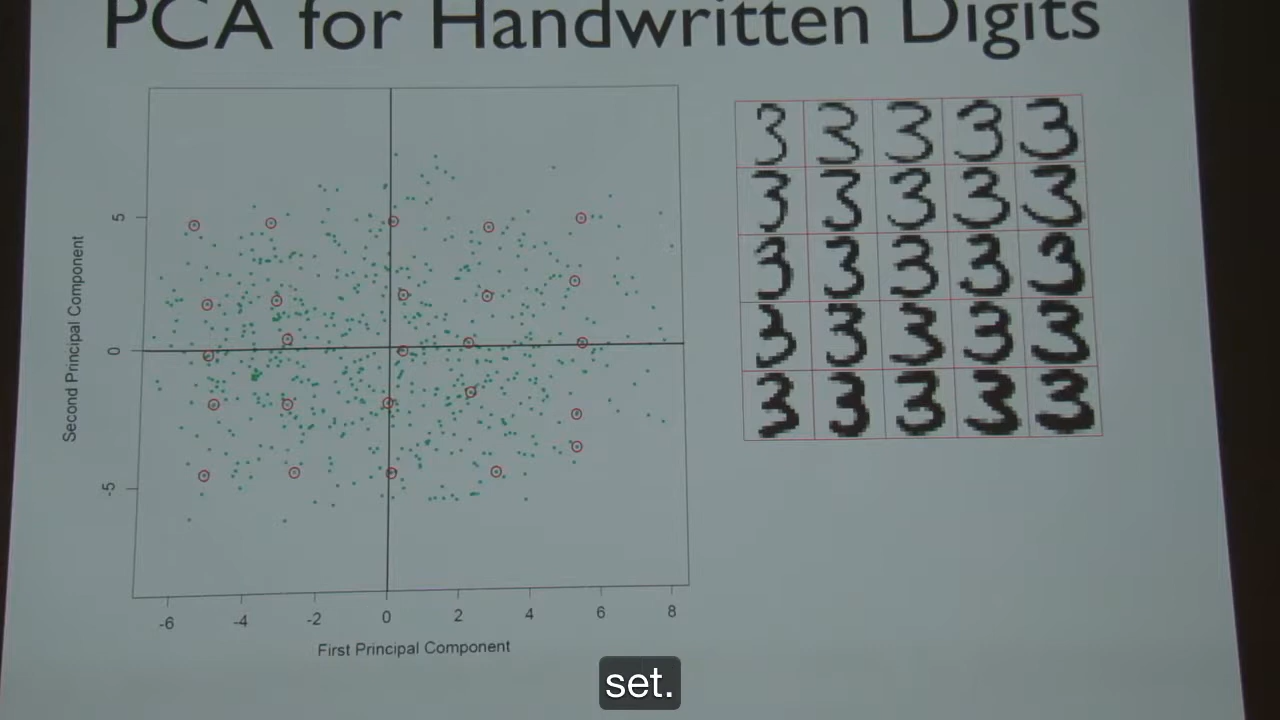 PCA for Handwritten Digits
5
0
-5
Second Principal Component
-6 -4 -2 0 2 4 6 8
First Principal Component
3 3 3 3 3
3 3 3 3 3
3 3 3 3 3
3 3 3 3 3
3 3 3 3 3
set.